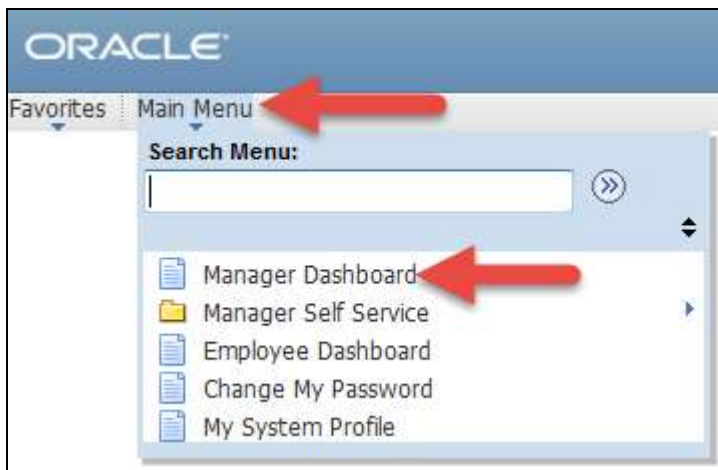 ORACLE
Favorites Main Menu
Search Menu:
Manager Dashboard
Manager Self Service
Employee Dashboard
Change My Password
My System Profile